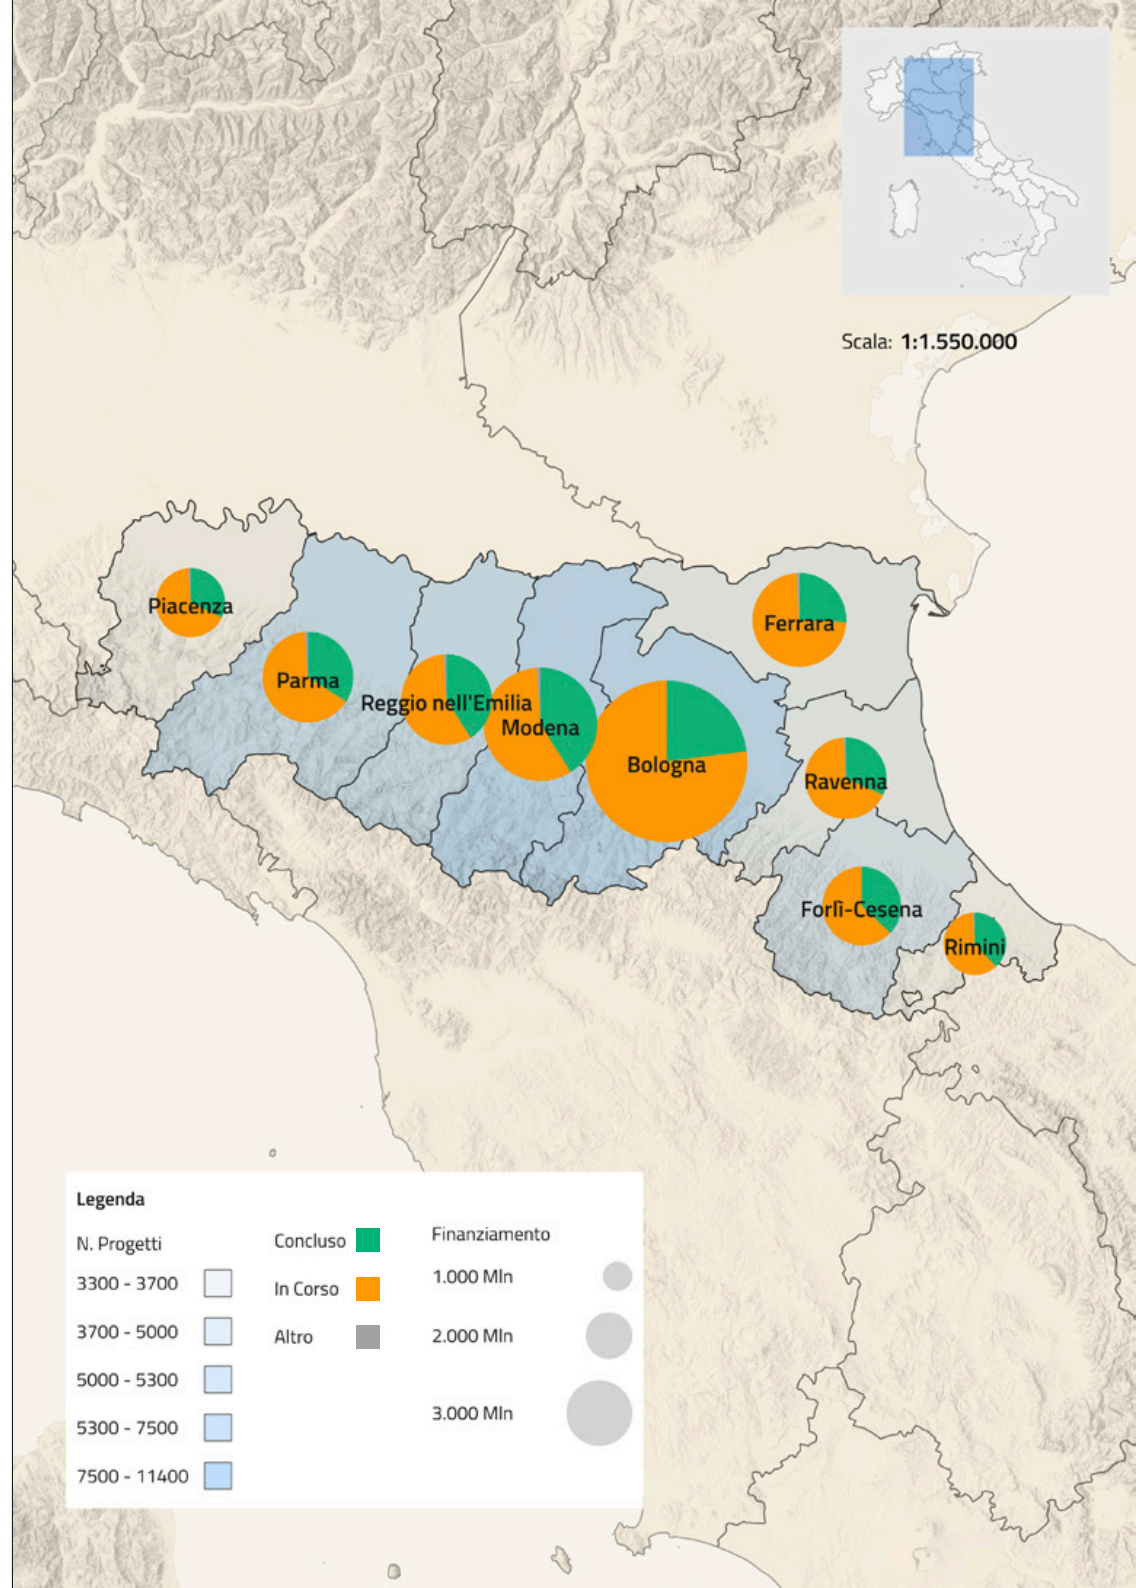 Scala: 1:1.550.000
Piacenza
Ferrara
Parma
Reggio nell'Emilia
Modena
Bologna
Ravenna
Forlì-Cesena
Rimini
Legenda
N. Progetti
3300 - 3700
3700 - 5000
5000 - 5300
5300 - 7500
7500 - 11400
Concluso
In Corso
Altro
Finanziamento
1.000 Mln
2.000 Mln
3.000 Mln